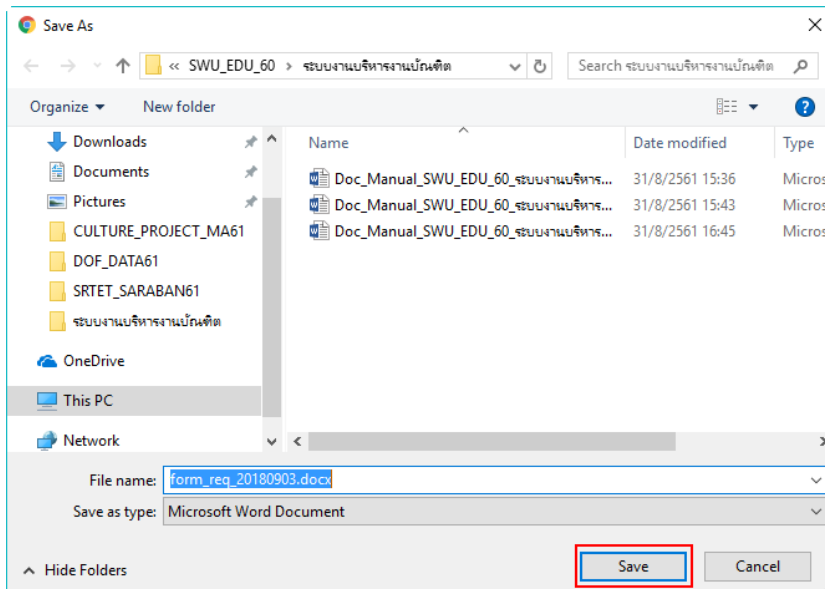 Save As
« SWU_EDU_60 › ระบบงานบริหารงานบัณฑิต
Search ระบบงานบริหารงานบัณฑิต
Organize
New folder
Downloads
Documents
Pictures
CULTURE_PROJECT_MA61
DOF_DATA61
SRTET_SARABAN61
ระบบงานบริหารงานบัณฑิต
OneDrive
This PC
Network
Name Date modified Type
Doc_Manual_SWU_EDU_60_ระบบงานบริหาร... 31/8/2561 15:36 Micros
Doc_Manual_SWU_EDU_60_ระบบงานบริหาร... 31/8/2561 15:43 Micros
Doc_Manual_SWU_EDU_60_ระบบงานบริหาร... 31/8/2561 16:45 Micros
File name: form_req_20180903.docx
Save as type: Microsoft Word Document
Hide Folders
Save
Cancel